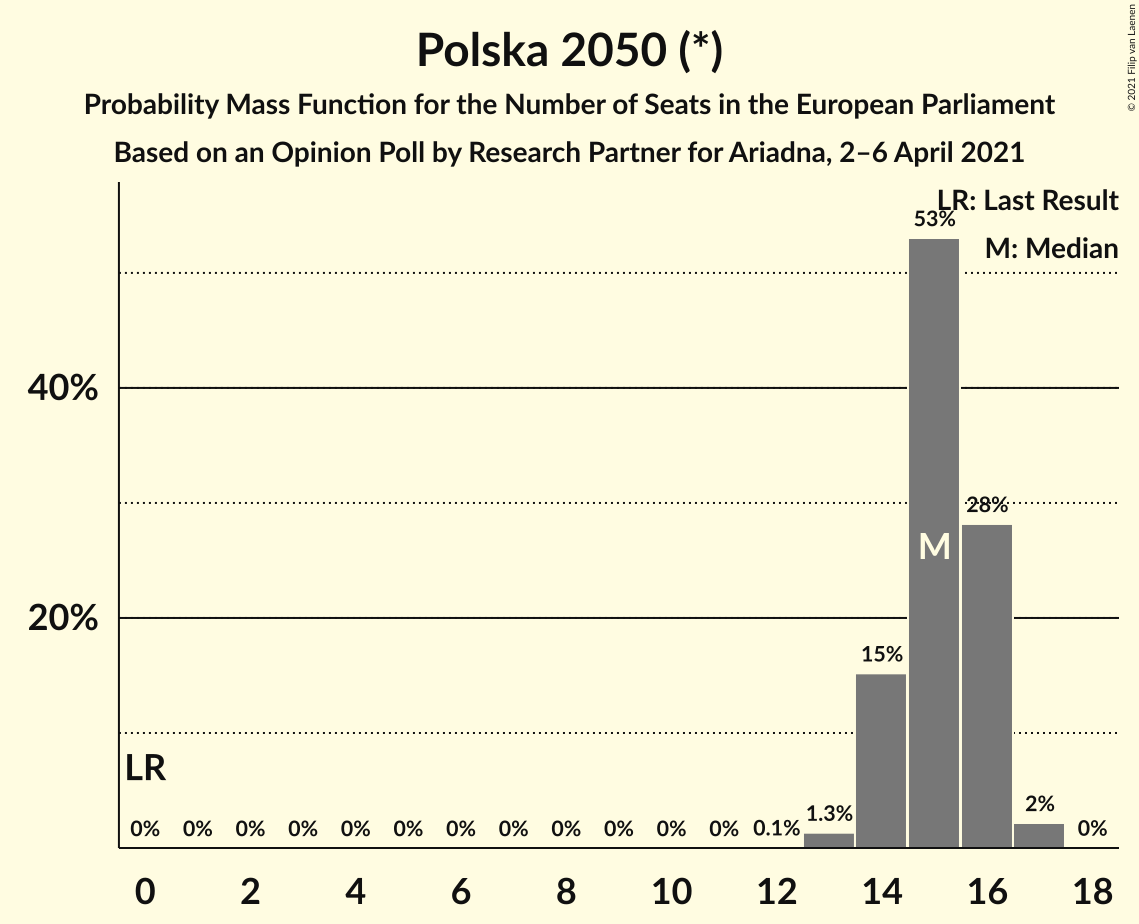 Polska 2050 (*)
Probability Mass Function for the Number of Seats in the European Parliament
Based on an Opinion Poll by Research Partner for Ariadna, 2–6 April 2021
© 2021 Filip van Laenen
LR: Last Result
M: Median
53%
40%
28%
M
20%
15%
LR
0% 0% 0% 0% 0% 0% 0% 0% 0% 0% 0% 0% 0.1% 1.3% 2% 0%
0 2 4 6 8 10 12 14 16 18